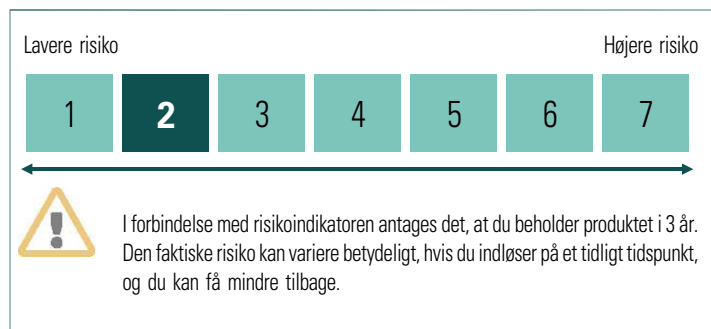 Lavere risiko Højere risiko
1 2 3 4 5 6 7
I forbindelse med risikoindikatoren antages det, at du beholder produktet i 3 år.
Den faktiske risiko kan variere betydeligt, hvis du indløser på et tidligt tidspunkt,
og du kan få mindre tilbage.